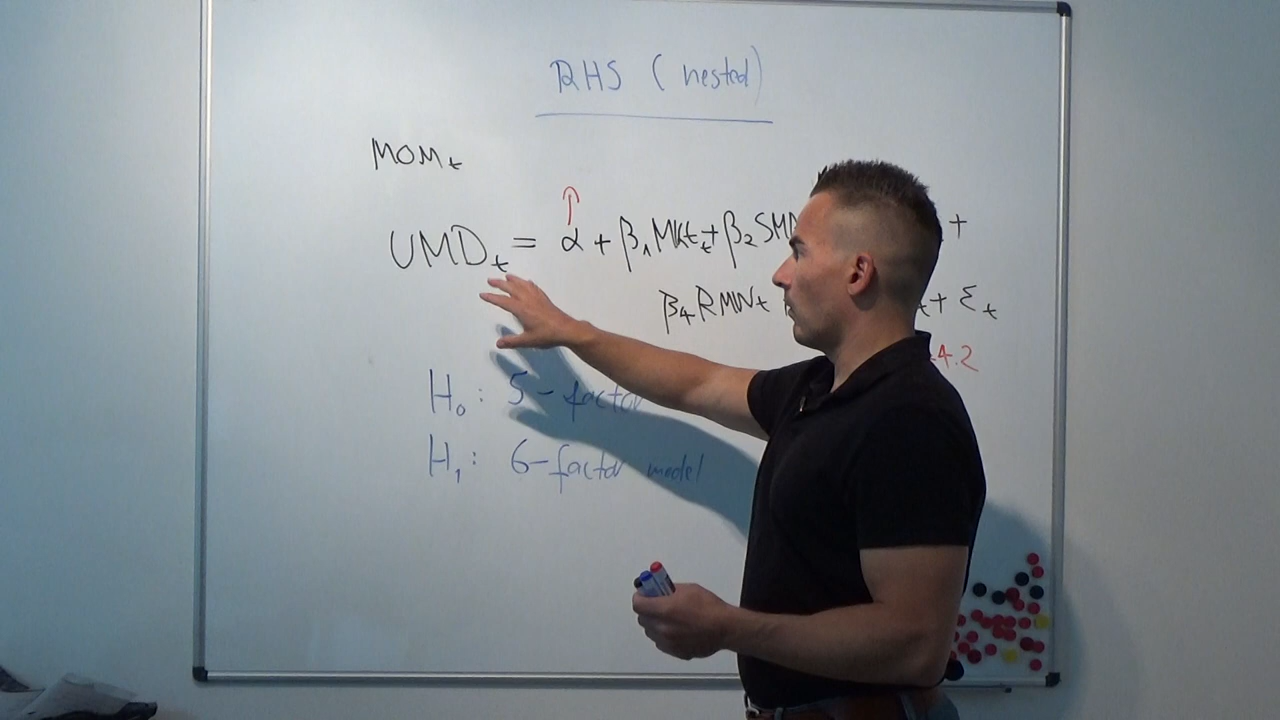 RHS (nested)
MOMₜ
UMDₜ = α + β₁ Mktₜ + β₂ SM +
β₄ RMWₜ ₜ + εₜ
4.2
H₀ : 5-factor
H₁ : 6-factor model